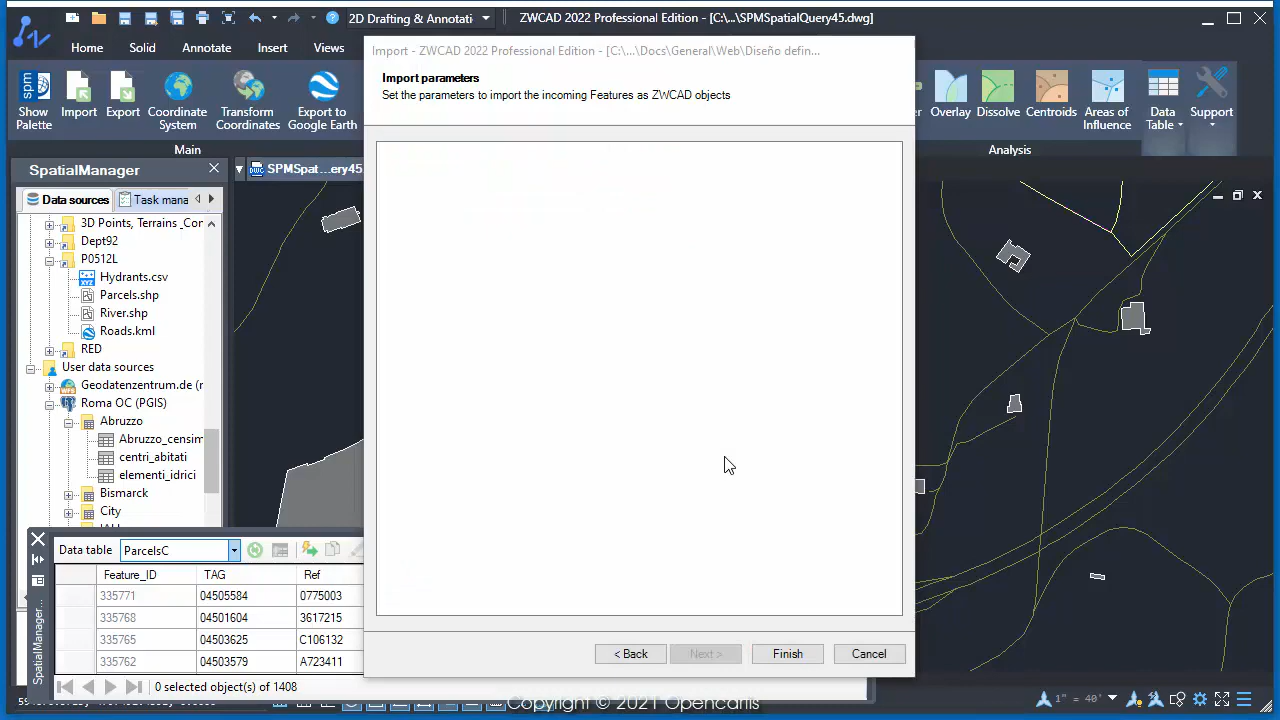 2D Drafting & Annotati
ZWCAD 2022 Professional Edition - [C:\...\SPMSpatialQuery45.dwg]
Home
Solid
Annotate
Insert
Views
Import - ZWCAD 2022 Professional Edition - [C:\...\Docs\General\Web\Diseño defin...
Import parameters
Set the parameters to import the incoming Features as ZWCAD objects
spm
Show Palette
Import
Export
Coordinate System
Transform Coordinates
Export to Google Earth
Overlay
Dissolve
Centroids
Areas of Influence
Data Table
Support
Main
Analysis
SpatialManager
SPMSpat...ery45
Data sources
Task mana
3D Points, Terrains _Cor
Dept92
P0512L
Hydrants.csv
Parcels.shp
River.shp
Roads.kml
RED
User data sources
Geodatenzentrum.de (r
Roma OC (PGIS)
Abruzzo
Abruzzo_censim
centri_abitati
elementi_idrici
Bismarck
City
Data table
ParcelsC
Feature_ID TAG Ref
335771 04505584 0775003
335768 04501604 3617215
335765 04503625 C106132
335762 04503579 A723411
SpatialManager...
0 selected object(s) of 1408
< Back
Next >
Finish
Cancel
1" = 40'
Copyright © 2021 Opencartis